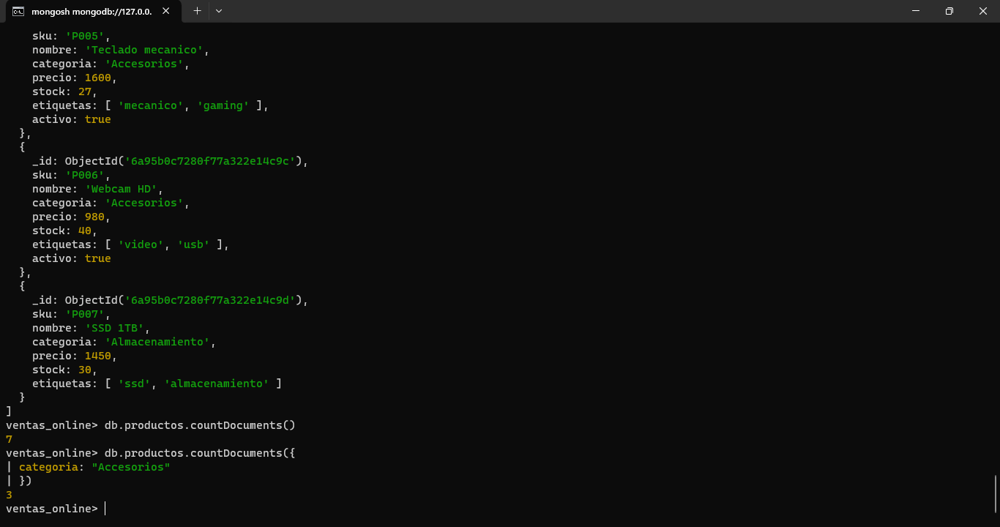 mongosh mongodb://127.0.0.
    sku: 'P005',
    nombre: 'Teclado mecanico',
    categoria: 'Accesorios',
    precio: 1600,
    stock: 27,
    etiquetas: [ 'mecanico', 'gaming' ],
    activo: true
  },
  {
    _id: ObjectId('6a95b0c7280f77a322e14c9c'),
    sku: 'P006',
    nombre: 'Webcam HD',
    categoria: 'Accesorios',
    precio: 980,
    stock: 40,
    etiquetas: [ 'video', 'usb' ],
    activo: true
  },
  {
    _id: ObjectId('6a95b0c7280f77a322e14c9d'),
    sku: 'P007',
    nombre: 'SSD 1TB',
    categoria: 'Almacenamiento',
    precio: 1450,
    stock: 30,
    etiquetas: [ 'ssd', 'almacenamiento' ]
  }
]
ventas_online> db.productos.countDocuments()
7
ventas_online> db.productos.countDocuments({
| categoria: "Accesorios"
| })
3
ventas_online>